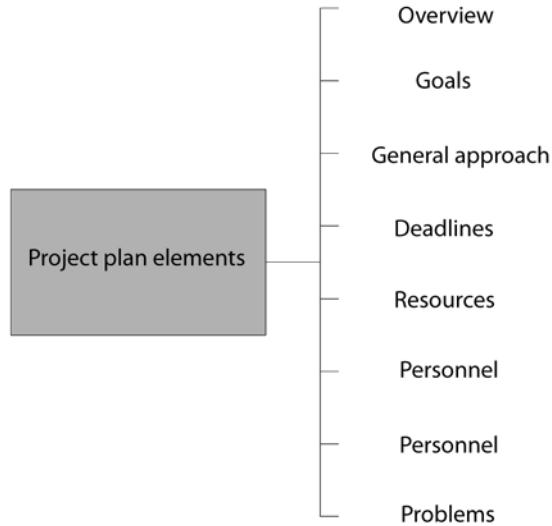 Overview
Goals
General approach
Deadlines
Project plan elements
Resources
Personnel
Personnel
Problems